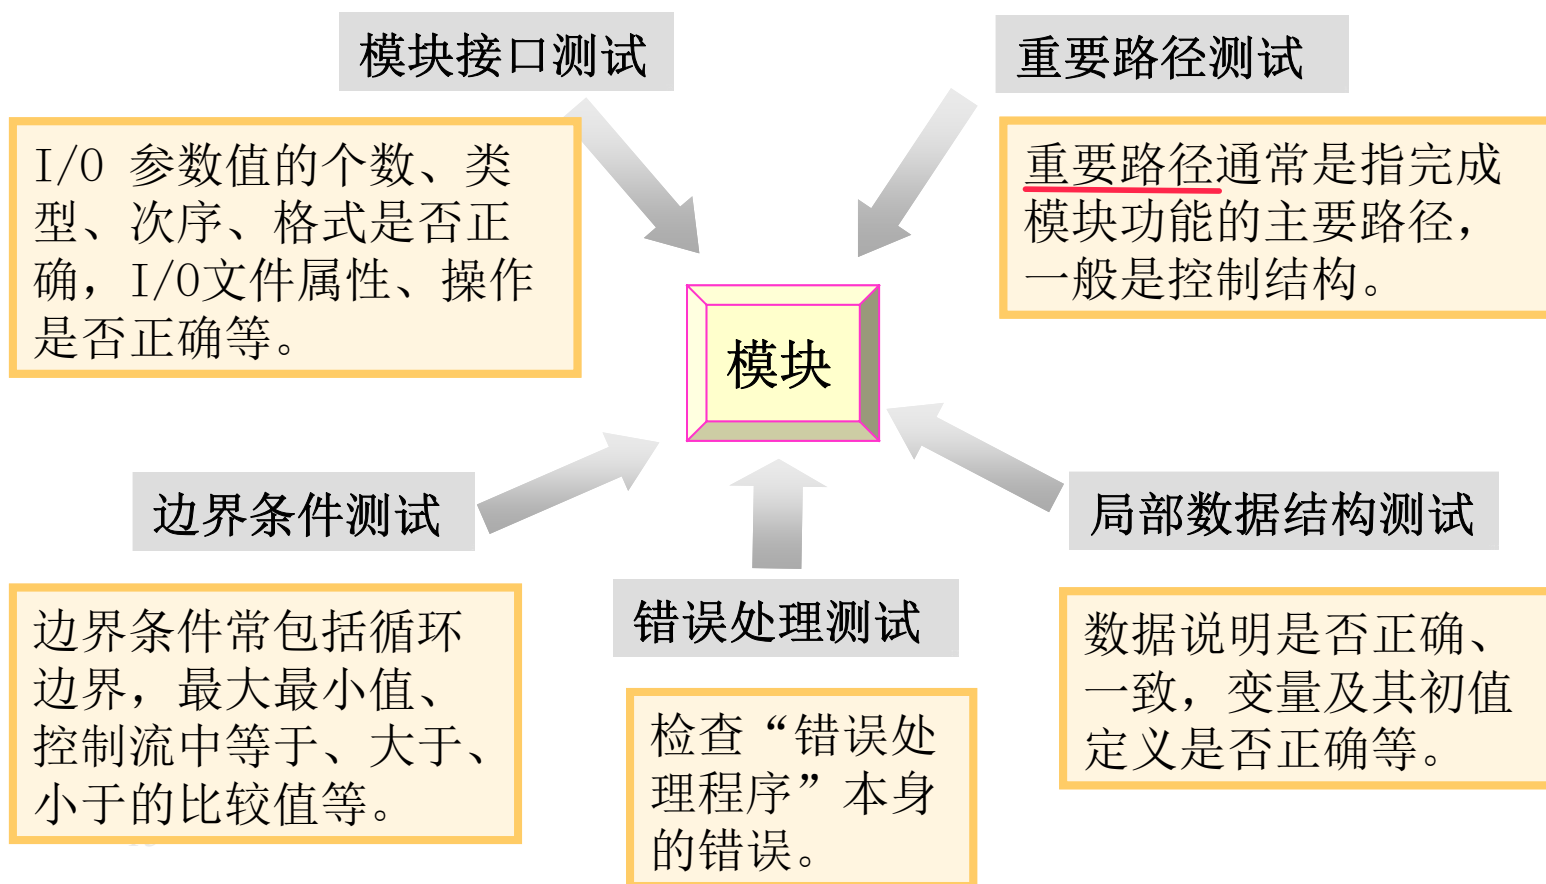 模块接口测试
I/O 参数值的个数、类
型、次序、格式是否正
确，I/O文件属性、操作
是否正确等。
重要路径测试
重要路径通常是指完成
模块功能的主要路径，
一般是控制结构。
模块
边界条件测试
边界条件常包括循环
边界，最大最小值、
控制流中等于、大于、
小于的比较值等。
错误处理测试
检查“错误处
理程序”本身
的错误。
局部数据结构测试
数据说明是否正确、
一致，变量及其初值
定义是否正确等。